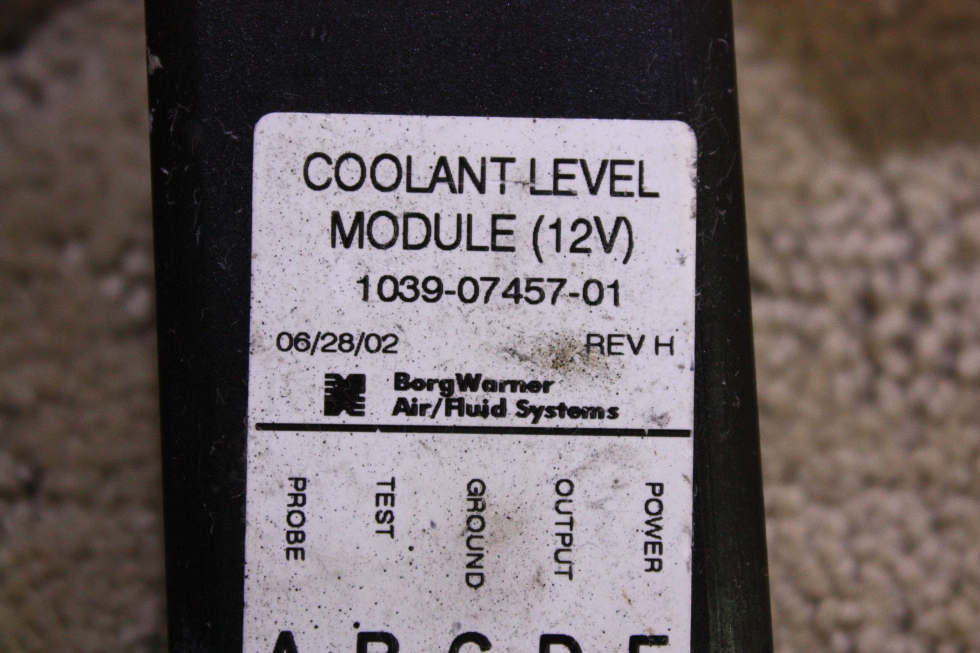 COOLANT LEVEL
MODULE (12V)
1039-07457-01
06/28/02 REV H
BorgWarner
Air/Fluid Systems
PROBE TEST GROUND OUTPUT POWER
A B C D E